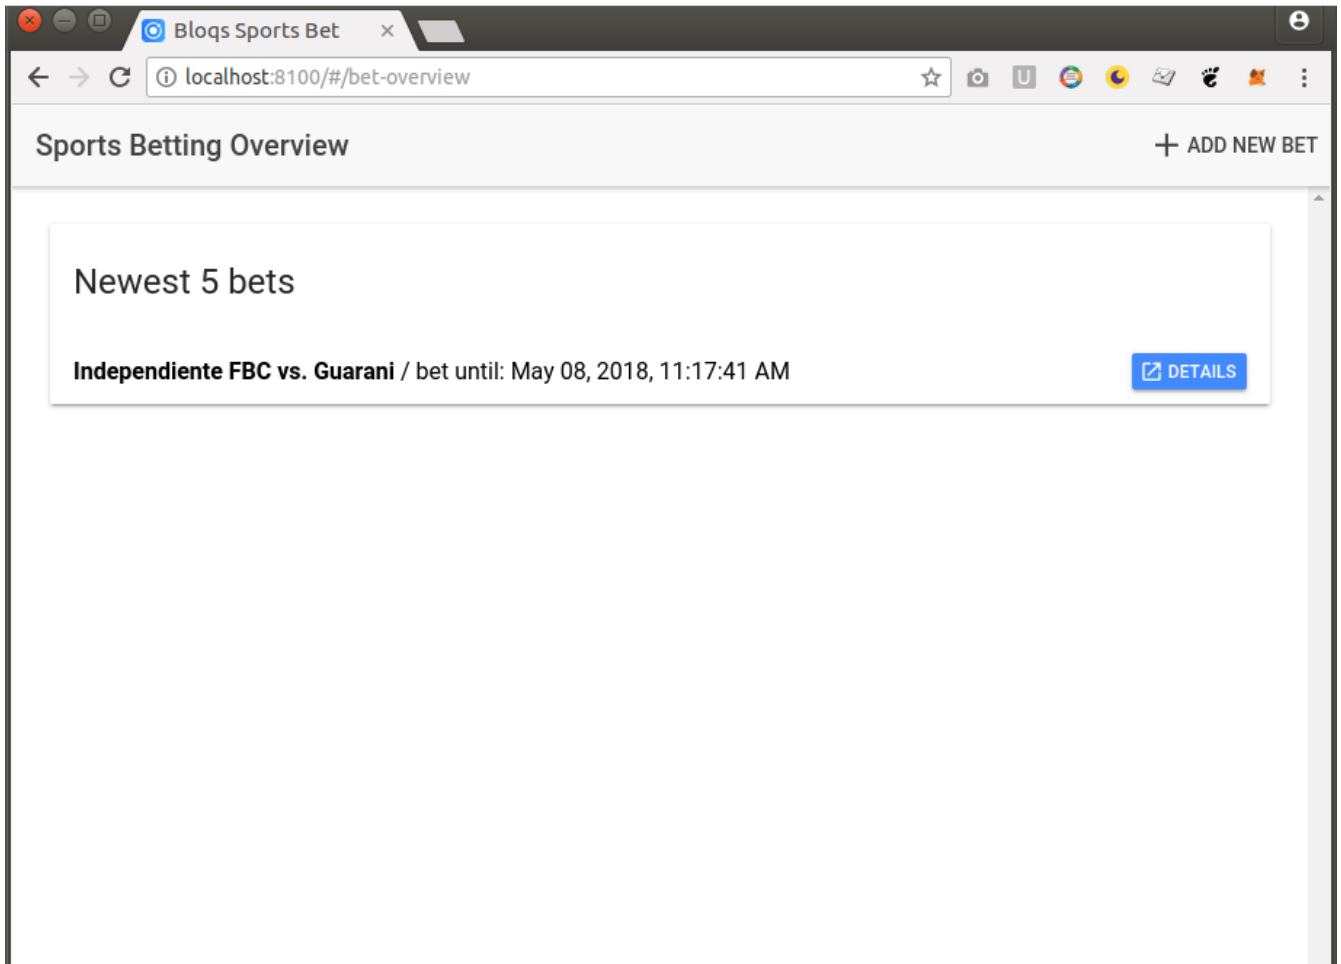 Bloqs Sports Bet
localhost:8100/#/bet-overview
Sports Betting Overview
ADD NEW BET
Newest 5 bets
Independiente FBC vs. Guarani / bet until: May 08, 2018, 11:17:41 AM
DETAILS